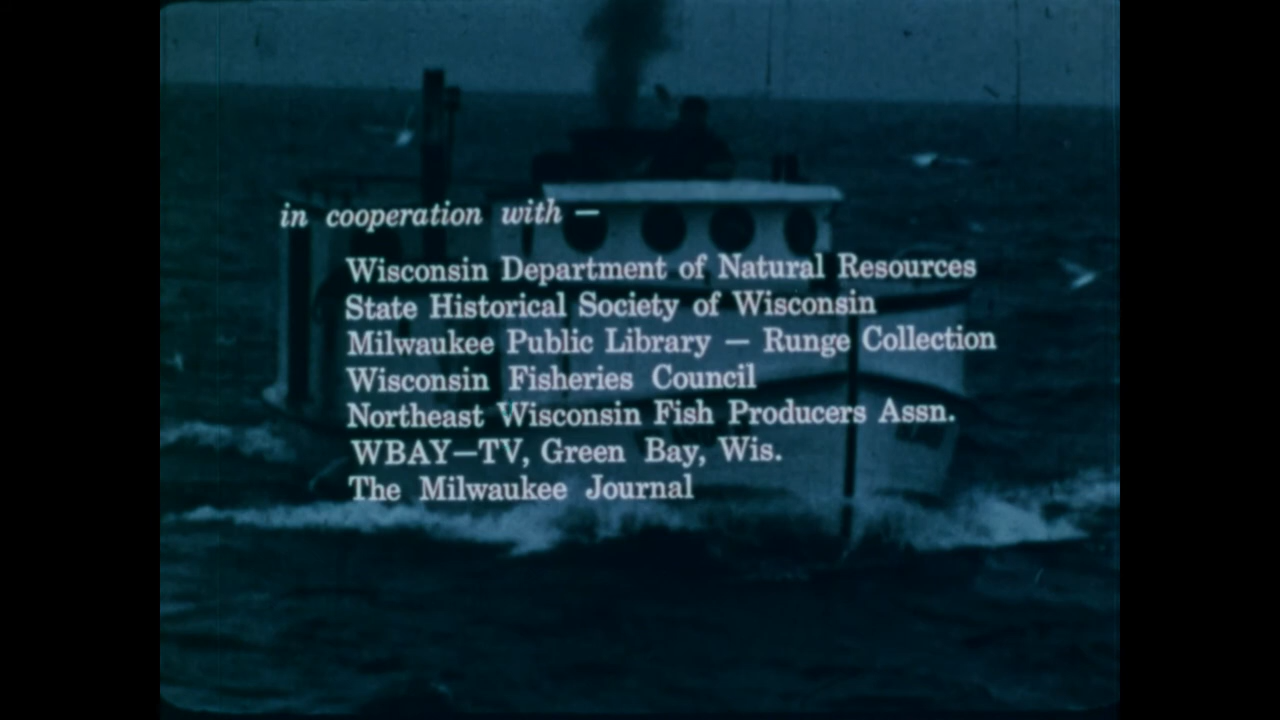 in cooperation with —
Wisconsin Department of Natural Resources
State Historical Society of Wisconsin
Milwaukee Public Library — Runge Collection
Wisconsin Fisheries Council
Northeast Wisconsin Fish Producers Assn.
WBAY—TV, Green Bay, Wis.
The Milwaukee Journal